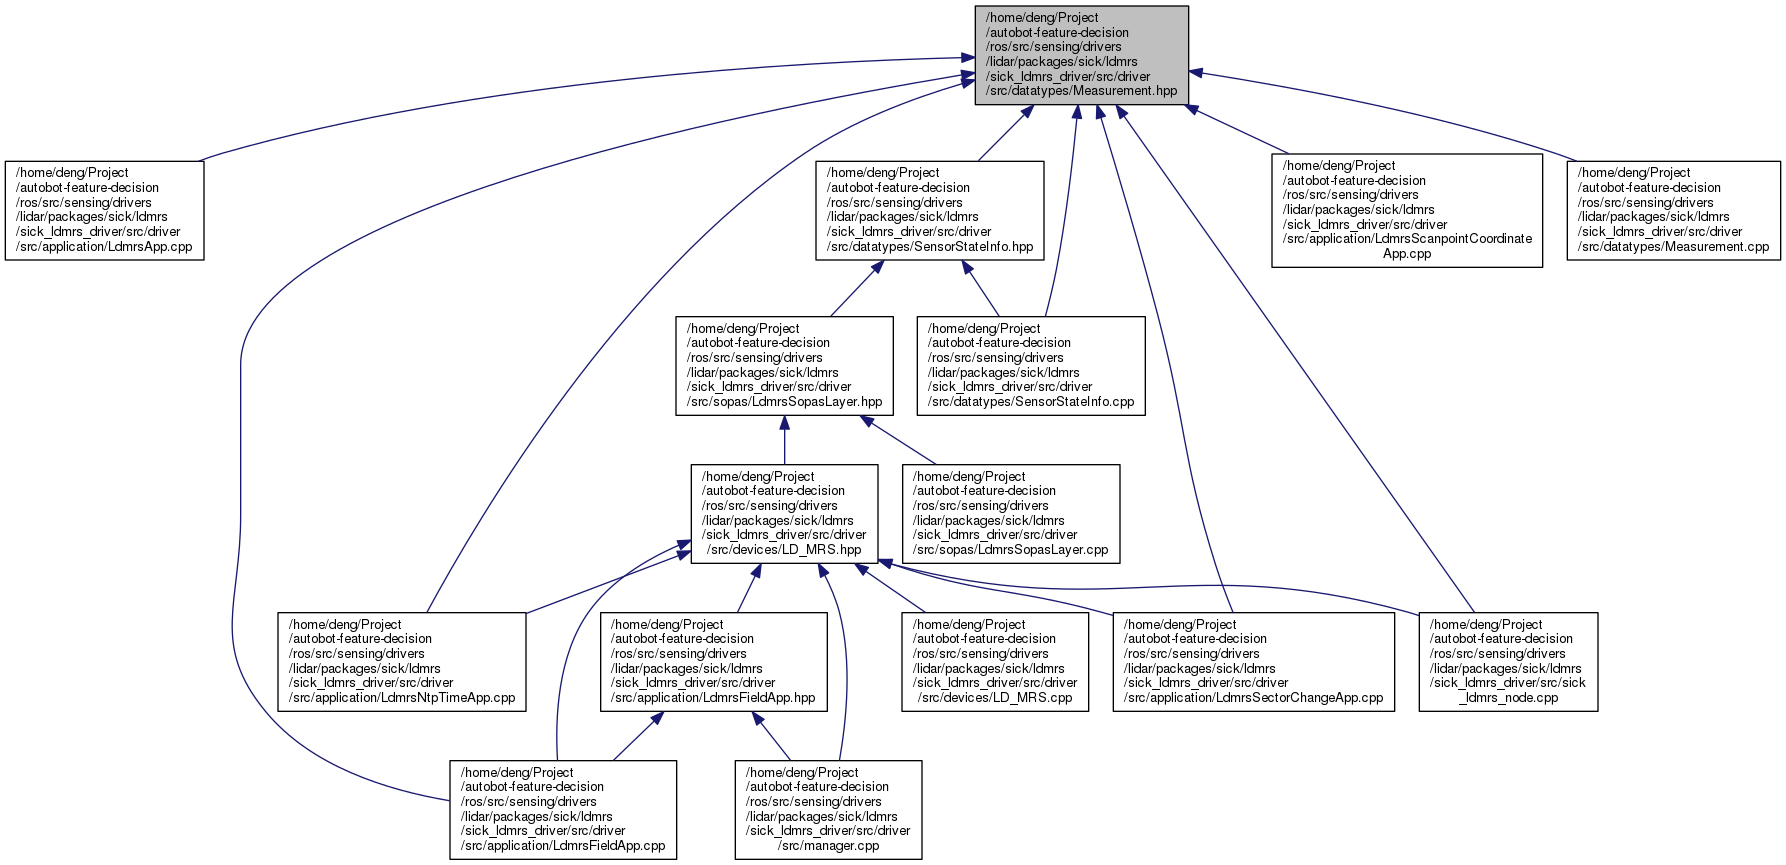 /home/deng/Project
/autobot-feature-decision
/ros/src/sensing/drivers
/lidar/packages/sick/ldmrs
/sick_ldmrs_driver/src/driver
/src/datatypes/Measurement.hpp
/home/deng/Project
/autobot-feature-decision
/ros/src/sensing/drivers
/lidar/packages/sick/ldmrs
/sick_ldmrs_driver/src/driver
/src/application/LdmrsApp.cpp
/home/deng/Project
/autobot-feature-decision
/ros/src/sensing/drivers
/lidar/packages/sick/ldmrs
/sick_ldmrs_driver/src/driver
/src/datatypes/SensorStateInfo.hpp
/home/deng/Project
/autobot-feature-decision
/ros/src/sensing/drivers
/lidar/packages/sick/ldmrs
/sick_ldmrs_driver/src/driver
/src/application/LdmrsScanpointCoordinate
App.cpp
/home/deng/Project
/autobot-feature-decision
/ros/src/sensing/drivers
/lidar/packages/sick/ldmrs
/sick_ldmrs_driver/src/driver
/src/datatypes/Measurement.cpp
/home/deng/Project
/autobot-feature-decision
/ros/src/sensing/drivers
/lidar/packages/sick/ldmrs
/sick_ldmrs_driver/src/driver
/src/sopas/LdmrsSopasLayer.hpp
/home/deng/Project
/autobot-feature-decision
/ros/src/sensing/drivers
/lidar/packages/sick/ldmrs
/sick_ldmrs_driver/src/driver
/src/datatypes/SensorStateInfo.cpp
/home/deng/Project
/autobot-feature-decision
/ros/src/sensing/drivers
/lidar/packages/sick/ldmrs
/sick_ldmrs_driver/src/driver
/src/devices/LD_MRS.hpp
/home/deng/Project
/autobot-feature-decision
/ros/src/sensing/drivers
/lidar/packages/sick/ldmrs
/sick_ldmrs_driver/src/driver
/src/sopas/LdmrsSopasLayer.cpp
/home/deng/Project
/autobot-feature-decision
/ros/src/sensing/drivers
/lidar/packages/sick/ldmrs
/sick_ldmrs_driver/src/driver
/src/application/LdmrsNtpTimeApp.cpp
/home/deng/Project
/autobot-feature-decision
/ros/src/sensing/drivers
/lidar/packages/sick/ldmrs
/sick_ldmrs_driver/src/driver
/src/application/LdmrsFieldApp.hpp
/home/deng/Project
/autobot-feature-decision
/ros/src/sensing/drivers
/lidar/packages/sick/ldmrs
/sick_ldmrs_driver/src/driver
/src/devices/LD_MRS.cpp
/home/deng/Project
/autobot-feature-decision
/ros/src/sensing/drivers
/lidar/packages/sick/ldmrs
/sick_ldmrs_driver/src/driver
/src/application/LdmrsSectorChangeApp.cpp
/home/deng/Project
/autobot-feature-decision
/ros/src/sensing/drivers
/lidar/packages/sick/ldmrs
/sick_ldmrs_driver/src/sick
_ldmrs_node.cpp
/home/deng/Project
/autobot-feature-decision
/ros/src/sensing/drivers
/lidar/packages/sick/ldmrs
/sick_ldmrs_driver/src/driver
/src/application/LdmrsFieldApp.cpp
/home/deng/Project
/autobot-feature-decision
/ros/src/sensing/drivers
/lidar/packages/sick/ldmrs
/sick_ldmrs_driver/src/driver
/src/manager.cpp